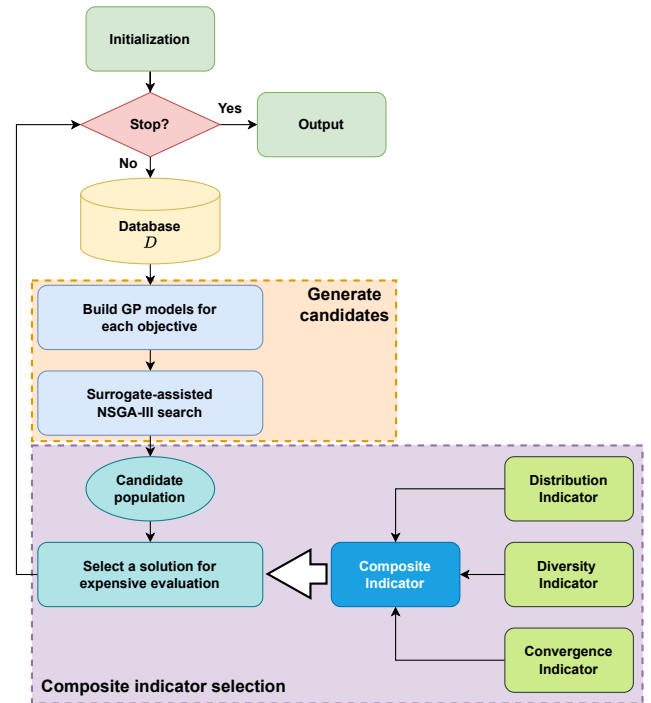 Initialization
Stop?
Yes
Output
No
Database
D
Generate
candidates
Build GP models for
each objective
Surrogate-assisted
NSGA-III search
Candidate
population
Distribution
Indicator
Select a solution for
expensive evaluation
Composite
Indicator
Diversity
Indicator
Convergence
Indicator
Composite indicator selection